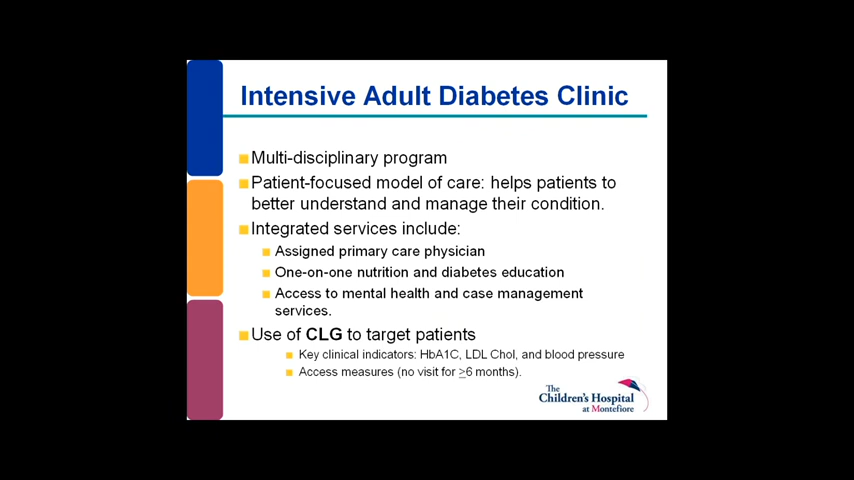 Intensive Adult Diabetes Clinic
Multi-disciplinary program
Patient-focused model of care: helps patients to
better understand and manage their condition.
Integrated services include:
Assigned primary care physician
One-on-one nutrition and diabetes education
Access to mental health and case management
services.
Use of CLG to target patients
Key clinical indicators: HbA1C, LDL Chol, and blood pressure
Access measures (no visit for ≥6 months).
The
Children's Hospital
at Montefiore